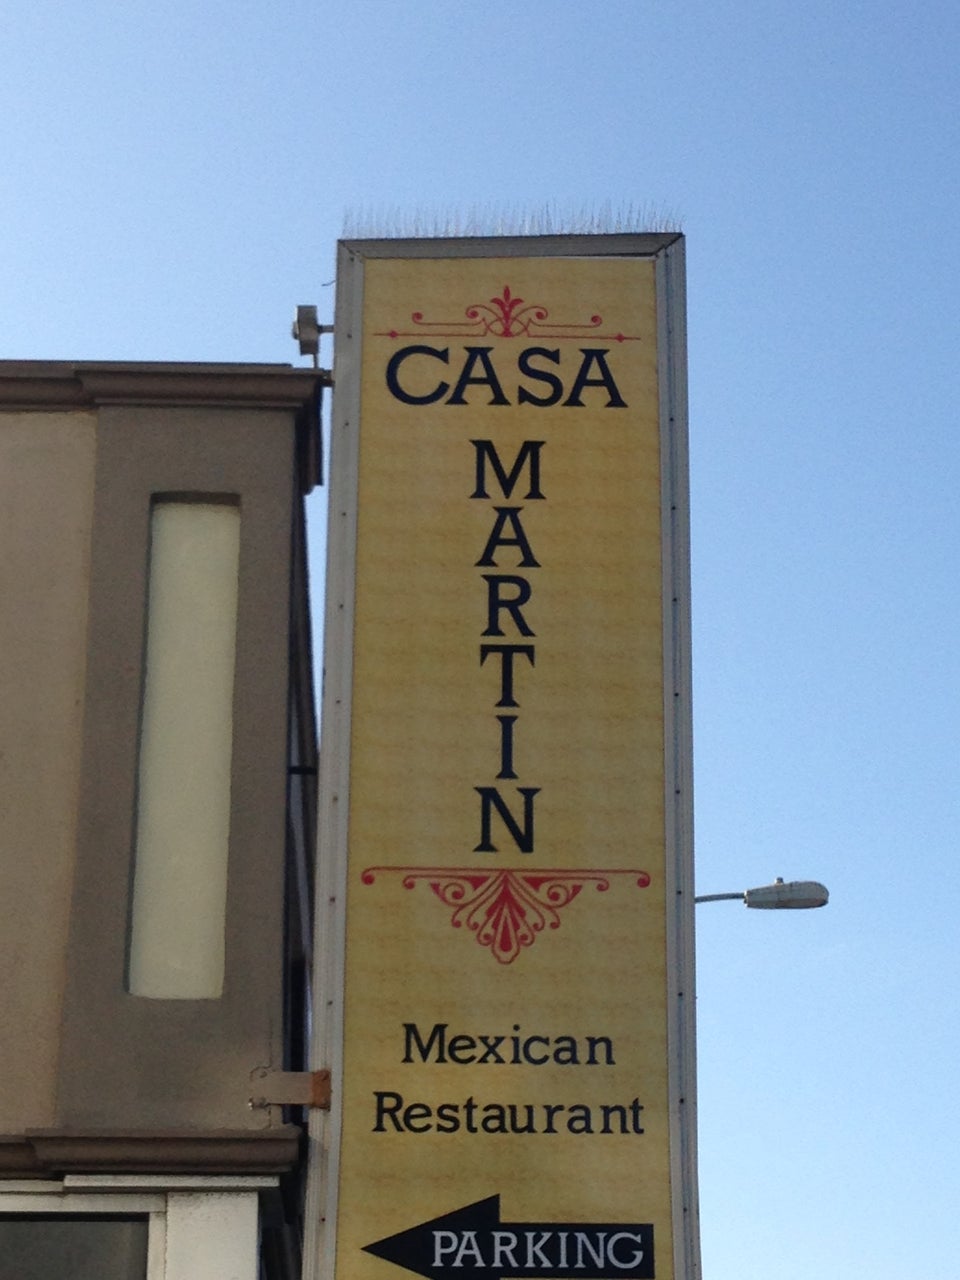 CASA
MARTIN
Mexican
Restaurant
PARKING